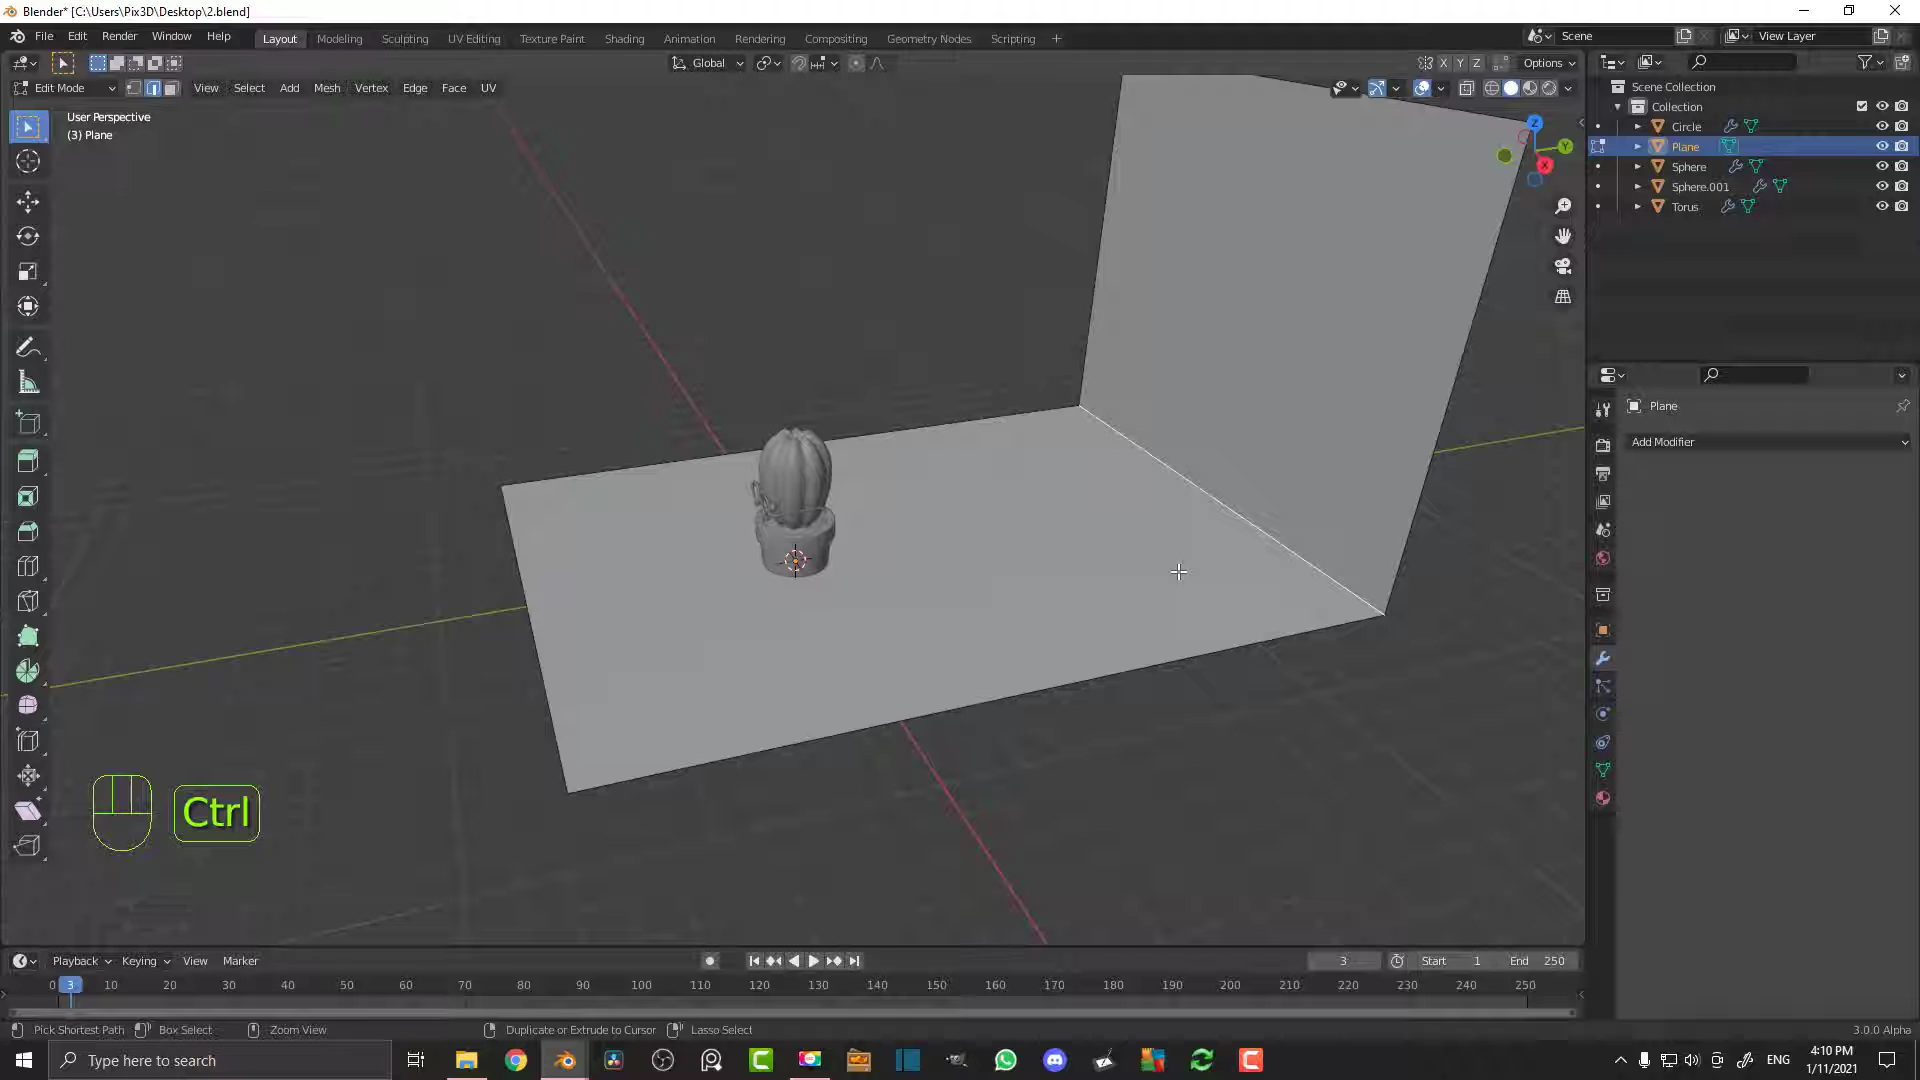 Blender* [C:\Users\Pix3D\Desktop\2.blend]
File Edit Render Window Help
Layout Modeling Sculpting UV Editing Texture Paint Shading Animation Rendering Compositing Geometry Nodes Scripting
Scene
View Layer
Global
X Y Z
Options
Edit Mode
View Select Add Mesh Vertex Edge Face UV
User Perspective
(3) Plane
Z
Y
X
Scene Collection
Collection
Circle
Plane
Sphere
Sphere.001
Torus
Plane
Add Modifier
Ctrl
Playback Keying View Marker
3
Start 1
End 250
0 3 10 20 30 40 50 60 70 80 90 100 110 120 130 140 150 160 170 180 190 200 210 220 230 240 250
Pick Shortest Path
Box Select
Zoom View
Duplicate or Extrude to Cursor
Lasso Select
3.0.0 Alpha
Type here to search
ENG
4:10 PM
1/11/2021